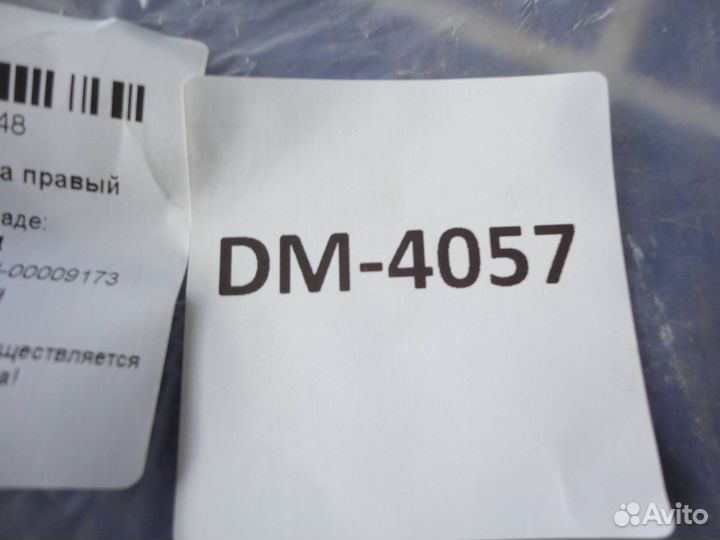 48
а правый
аде:
-00009173
ществляется
а!
DM-4057
Avito